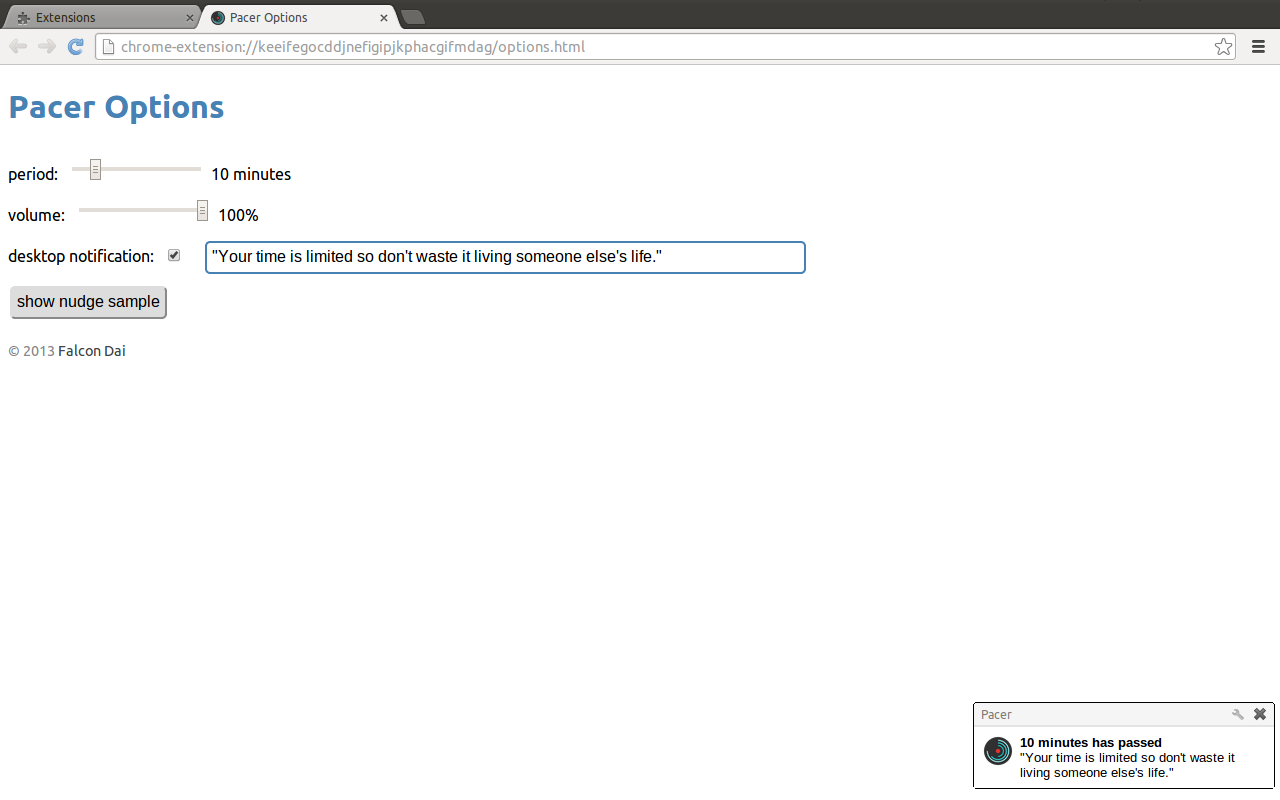 Extensions
Pacer Options
chrome-extension://keeifegocddjnefigipjkphacgifmdag/options.html
Pacer Options
period: 10 minutes
volume: 100%
desktop notification: "Your time is limited so don't waste it living someone else's life."
show nudge sample
© 2013 Falcon Dai
Pacer
10 minutes has passed
"Your time is limited so don't waste it
living someone else's life."